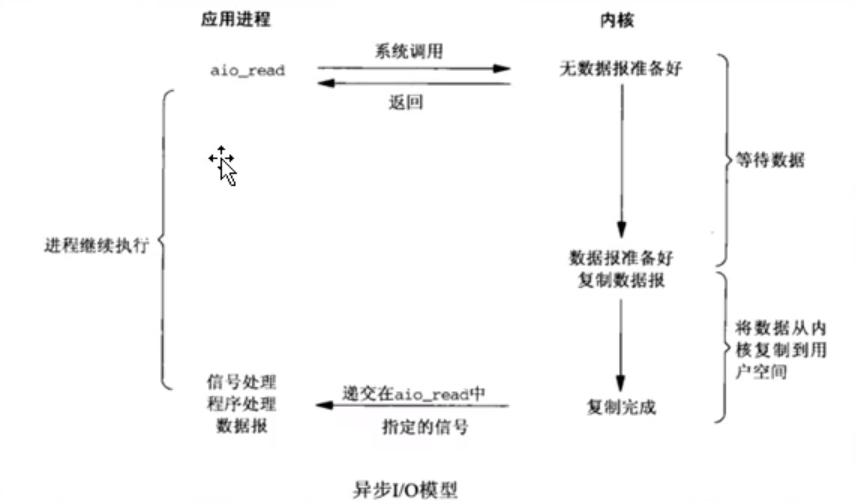 应用进程
内核
系统调用
aio_read
无数据报准备好
返回
等待数据
进程继续执行
数据报准备好
复制数据报
将数据从内
核复制到用
户空间
信号处理
程序处理
数据报
递交在aio_read中
指定的信号
复制完成
异步I/O模型